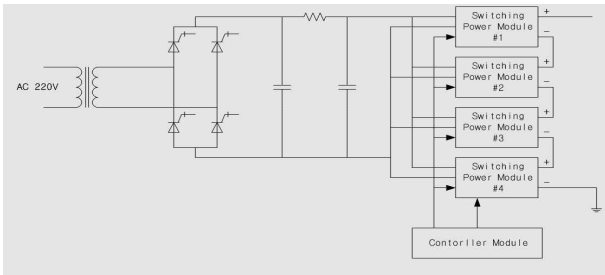 AC 220V
Switching
Power Module
#1
+
−
Switching
Power Module
#2
+
−
Switching
Power Module
#3
+
−
Switching
Power Module
#4
+
−
Contorller Module